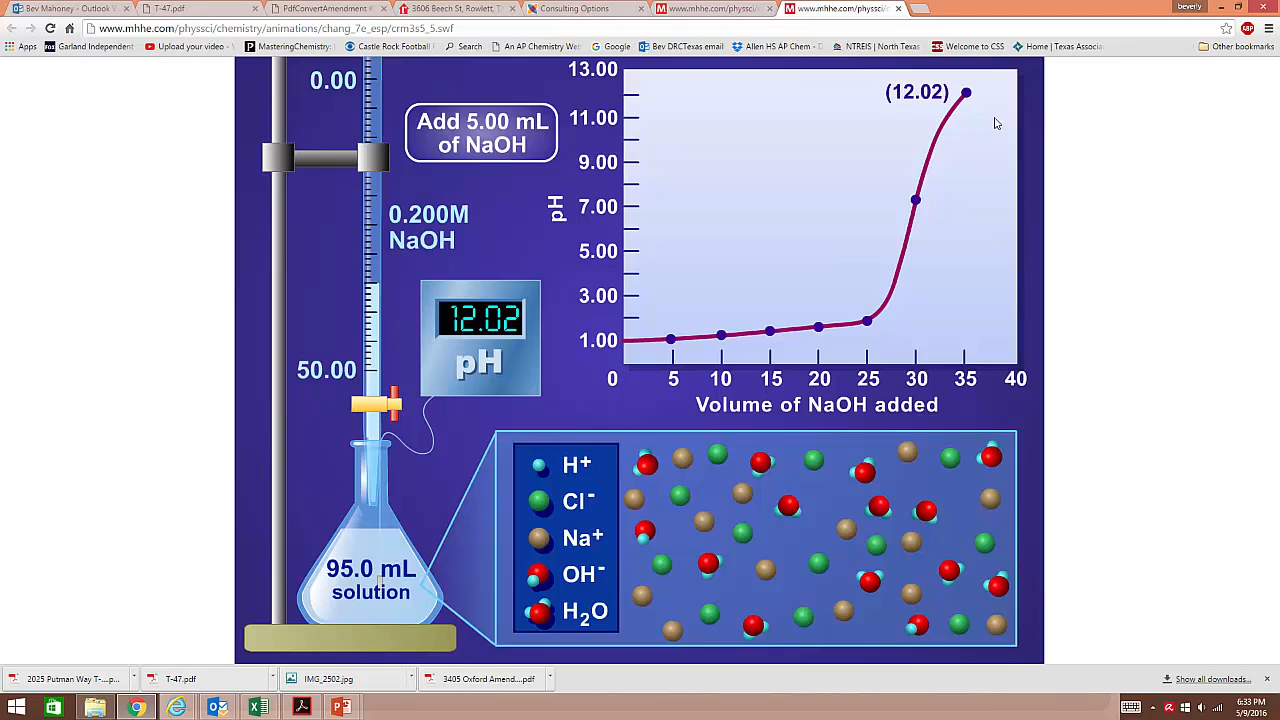 Bev Mahoney - Outlook V
T-47.pdf
PdfConvertAmendment #
3606 Beech St, Rowlett, T
Consulting Options
www.mhhe.com/physsci/
www.mhhe.com/physsci/
beverly
www.mhhe.com/physsci/chemistry/animations/chang_7e_esp/crm3s5_5.swf
ABP
Apps
Garland Independent
Upload your video - Y
MasteringChemistry:
Castle Rock Football I
Search
An AP Chemistry Web
Google
Bev DRCTexas email
Allen HS AP Chem - D
NTREIS | North Texas
CSS
Welcome to CSS
Home | Texas Associa
Other bookmarks
0.00
Add 5.00 mL
of NaOH
0.200M
NaOH
12.02
pH
50.00
95.0 mL
solution
13.00
11.00
9.00
7.00
5.00
3.00
1.00
pH
(12.02)
0 5 10 15 20 25 30 35 40
Volume of NaOH added
H+
Cl-
Na+
OH-
H2O
2025 Putman Way T-....p...
T-47.pdf
IMG_2502.jpg
3405 Oxford Amend....pdf
Show all downloads...
6:33 PM
5/9/2016